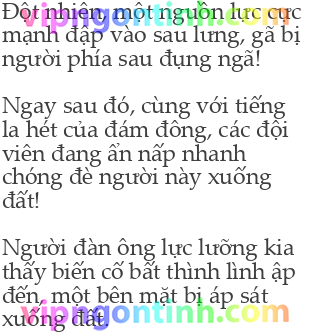 Đột nhiên, một nguồn lực cực
mạnh đập vào sau lưng, gã bị
người phía sau đụng ngã!
Ngay sau đó, cùng với tiếng
la hét của đám đông, các đội
viên đang ẩn nấp nhanh
chóng đè người này xuống
đất!
Người đàn ông lực lưỡng kia
thấy biến cố bất thình lình ập
đến, một bên mặt bị áp sát
xuống đất.
vipngontinh.com
vipngontinh.com